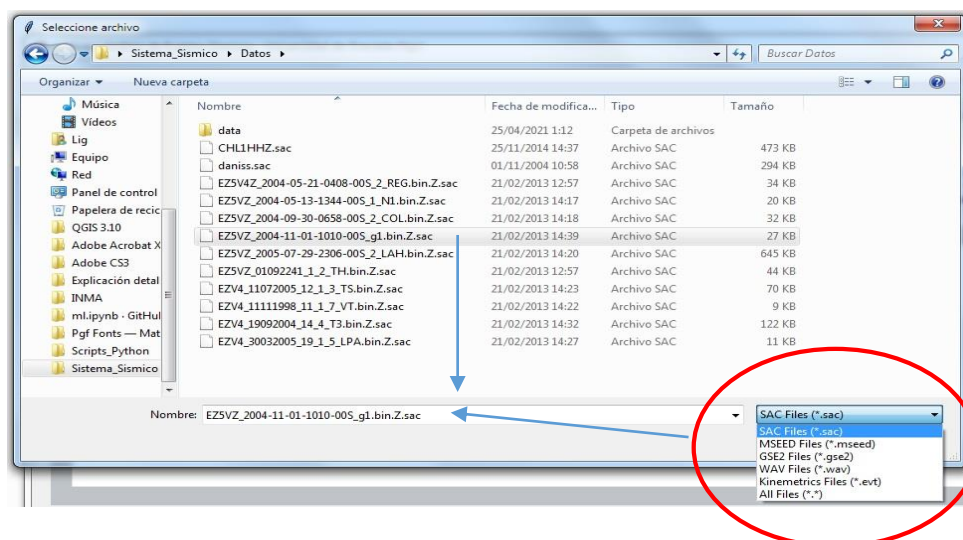 Seleccione archivo
Sistema_Sismico Datos
Buscar Datos
Organizar Nueva carpeta
Música
Vídeos
Lig
Equipo
Red
Panel de control
Papelera de recic
QGIS 3.10
Adobe Acrobat X
Adobe CS3
Explicación detal
INMA
ml.ipynb · GitHul
Pgf Fonts — Mat
Scripts_Python
Sistema_Sismico
Nombre Fecha de modifica... Tipo Tamaño
data 25/04/2021 1:12 Carpeta de archivos
CHL1HHZ.sac 25/11/2014 14:37 Archivo SAC 473 KB
daniss.sac 01/11/2004 10:58 Archivo SAC 294 KB
EZ5V4Z_2004-05-21-0408-00S_2_REG.bin.Z.sac 21/02/2013 12:57 Archivo SAC 34 KB
EZ5VZ_2004-05-13-1344-00S_1_N1.bin.Z.sac 21/02/2013 14:17 Archivo SAC 20 KB
EZ5VZ_2004-09-30-0658-00S_2_COL.bin.Z.sac 21/02/2013 14:18 Archivo SAC 32 KB
EZ5VZ_2004-11-01-1010-00S_g1.bin.Z.sac 21/02/2013 14:39 Archivo SAC 27 KB
EZ5VZ_2005-07-29-2306-00S_2_LAH.bin.Z.sac 21/02/2013 14:20 Archivo SAC 645 KB
EZ5VZ_01092241_1_2_TH.bin.Z.sac 21/02/2013 12:57 Archivo SAC 44 KB
EZV4_11072005_12_1_3_TS.bin.Z.sac 21/02/2013 14:23 Archivo SAC 70 KB
EZV4_11111998_11_1_7_VT.bin.Z.sac 21/02/2013 14:22 Archivo SAC 9 KB
EZV4_19092004_14_4_T3.bin.Z.sac 21/02/2013 14:32 Archivo SAC 122 KB
EZV4_30032005_19_1_5_LPA.bin.Z.sac 21/02/2013 14:27 Archivo SAC 11 KB
Nombre: EZ5VZ_2004-11-01-1010-00S_g1.bin.Z.sac
SAC Files (*.sac)
SAC Files (*.sac)
MSEED Files (*.mseed)
GSE2 Files (*.gse2)
WAV Files (*.wav)
Kinemetrics Files (*.evt)
All Files (*.*)